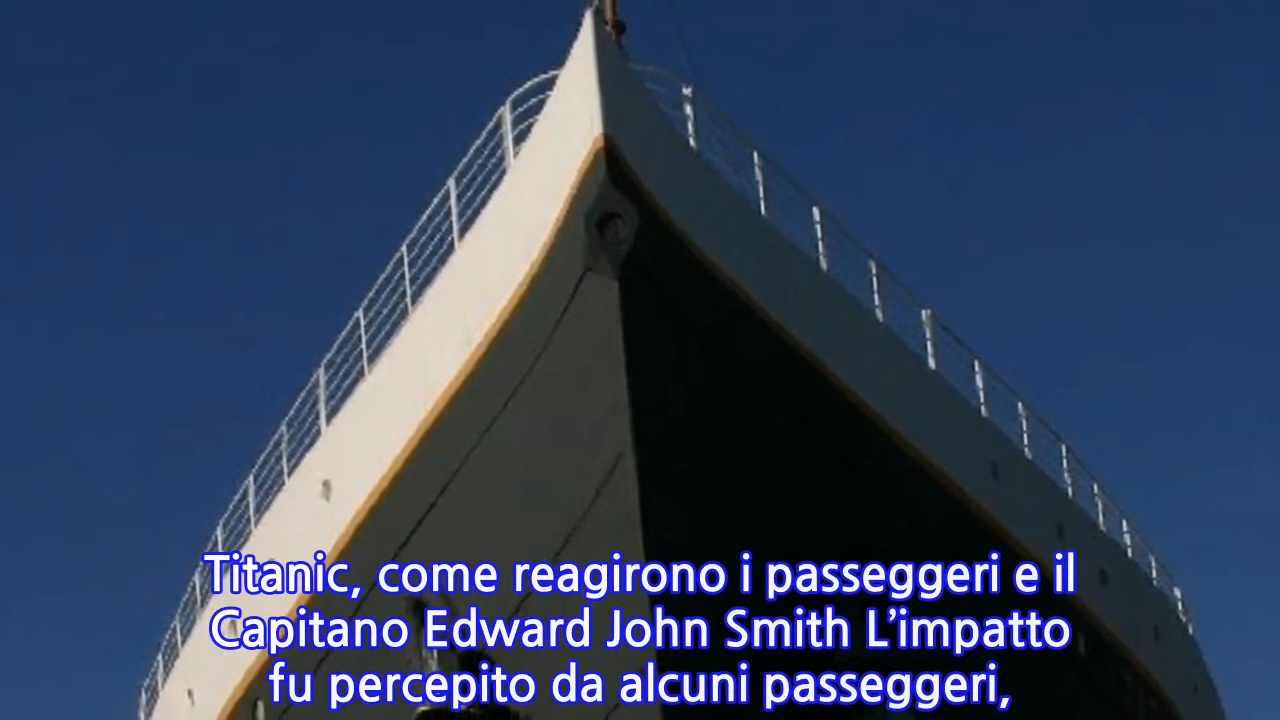 Titanic, come reagirono i passeggeri e il
Capitano Edward John Smith L'impatto
fu percepito da alcuni passeggeri,